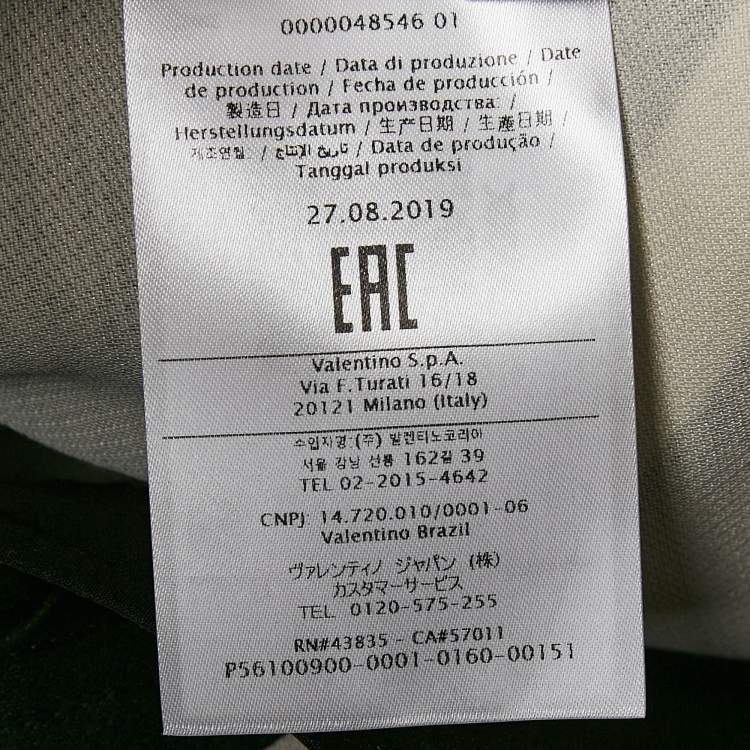 0000048546 01
Production date / Data di produzione / Date
de production / Fecha de producción /
製造日 / Дата производства: /
Herstellungsdatum / 生产日期 / 生產日期 /
제조연월: / تاريخ الإنتاج / Data de produção /
Tanggal produksi
27.08.2019
EAC
Valentino S.p.A.
Via F.Turati 16/18
20121 Milano (Italy)
수입자명:(주) 발렌티노코리아
서울 강남 선릉 162길 39
TEL 02-2015-4642
CNPJ: 14.720.010/0001-06
Valentino Brazil
ヴァレンティノ ジャパン (株)
カスタマーサービス
TEL 0120-575-255
RN#43835 - CA#57011
P56100900-0001-0160-00151